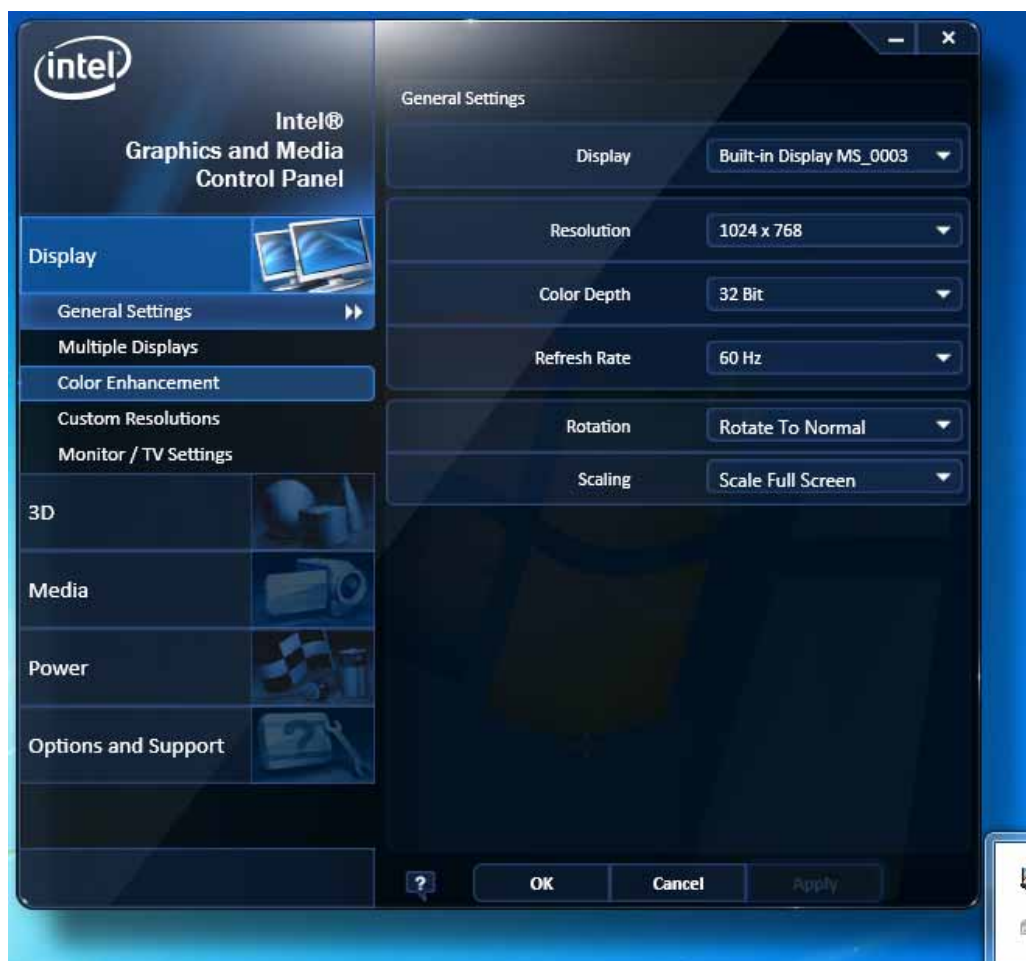 intel
Intel®
Graphics and Media
Control Panel
Display
General Settings
Multiple Displays
Color Enhancement
Custom Resolutions
Monitor / TV Settings
3D
Media
Power
Options and Support
General Settings
Display Built-in Display MS_0003
Resolution 1024 x 768
Color Depth 32 Bit
Refresh Rate 60 Hz
Rotation Rotate To Normal
Scaling Scale Full Screen
? OK Cancel Apply